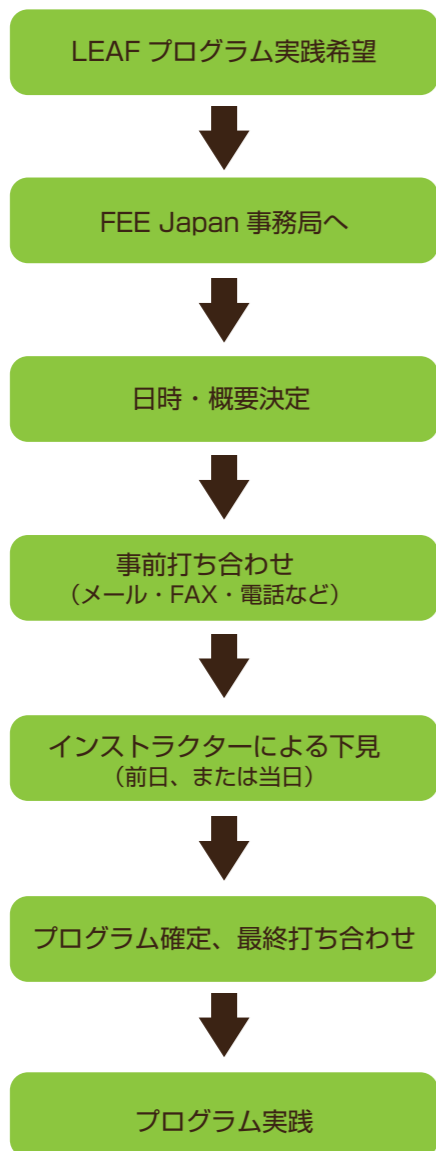 LEAF プログラム実践希望
FEE Japan 事務局へ
日時・概要決定
事前打ち合わせ
（メール・FAX・電話など）
インストラクターによる下見
（前日、または当日）
プログラム確定、最終打ち合わせ
プログラム実践